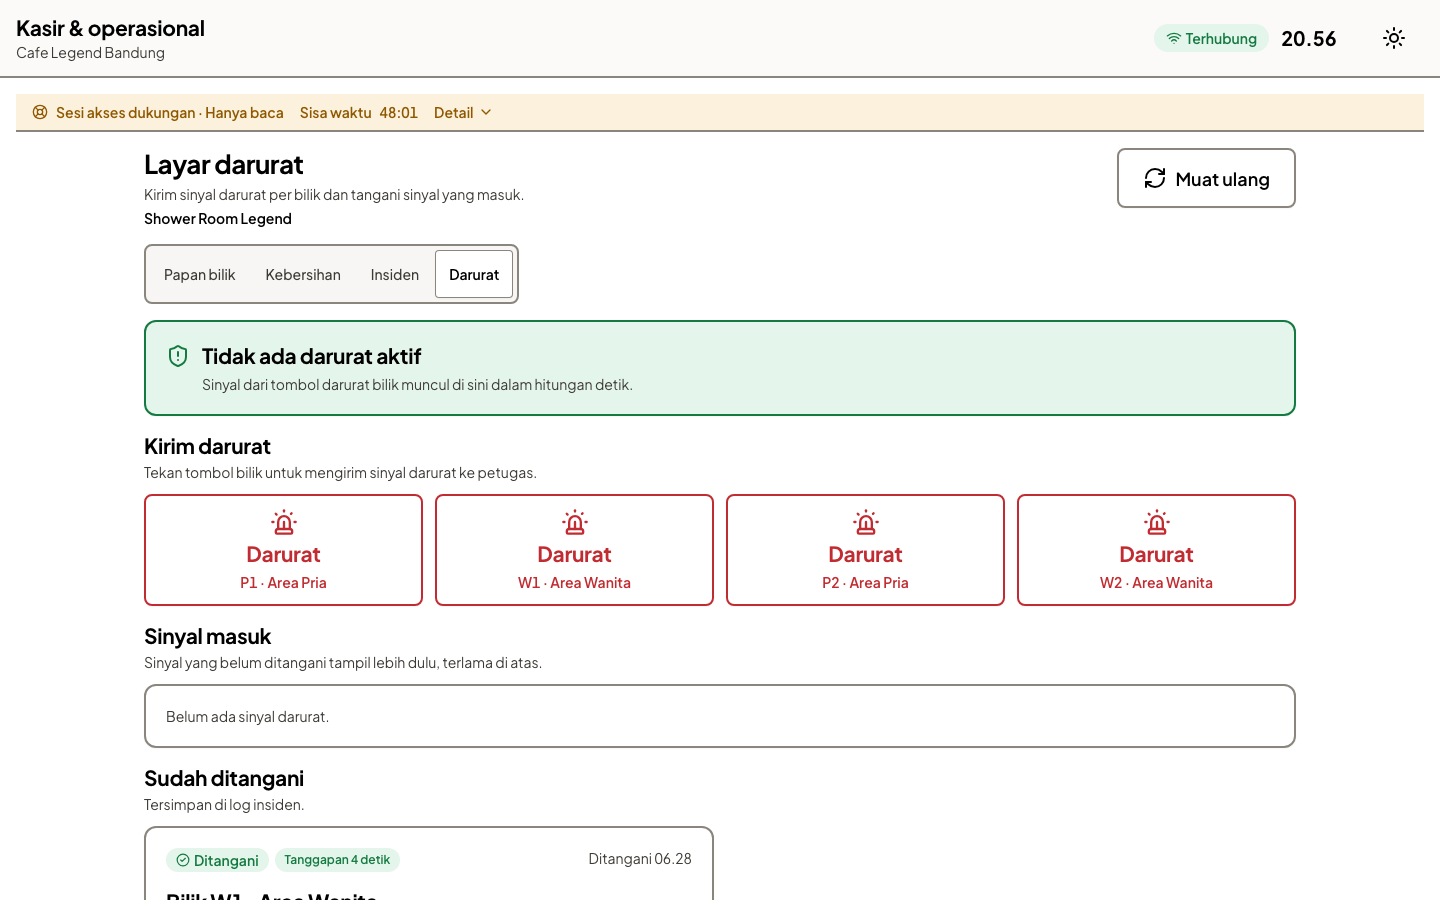 Kasir & operasional
Cafe Legend Bandung
Terhubung
20.56
Sesi akses dukungan · Hanya baca
Sisa waktu 48:01
Detail
Layar darurat
Kirim sinyal darurat per bilik dan tangani sinyal yang masuk.
Shower Room Legend
Muat ulang
Papan bilik
Kebersihan
Insiden
Darurat
Tidak ada darurat aktif
Sinyal dari tombol darurat bilik muncul di sini dalam hitungan detik.
Kirim darurat
Tekan tombol bilik untuk mengirim sinyal darurat ke petugas.
Darurat
P1 · Area Pria
Darurat
W1 · Area Wanita
Darurat
P2 · Area Pria
Darurat
W2 · Area Wanita
Sinyal masuk
Sinyal yang belum ditangani tampil lebih dulu, terlama di atas.
Belum ada sinyal darurat.
Sudah ditangani
Tersimpan di log insiden.
Ditangani
Tanggapan 4 detik
Ditangani 06.28
Bilik W1 · Area Wanita